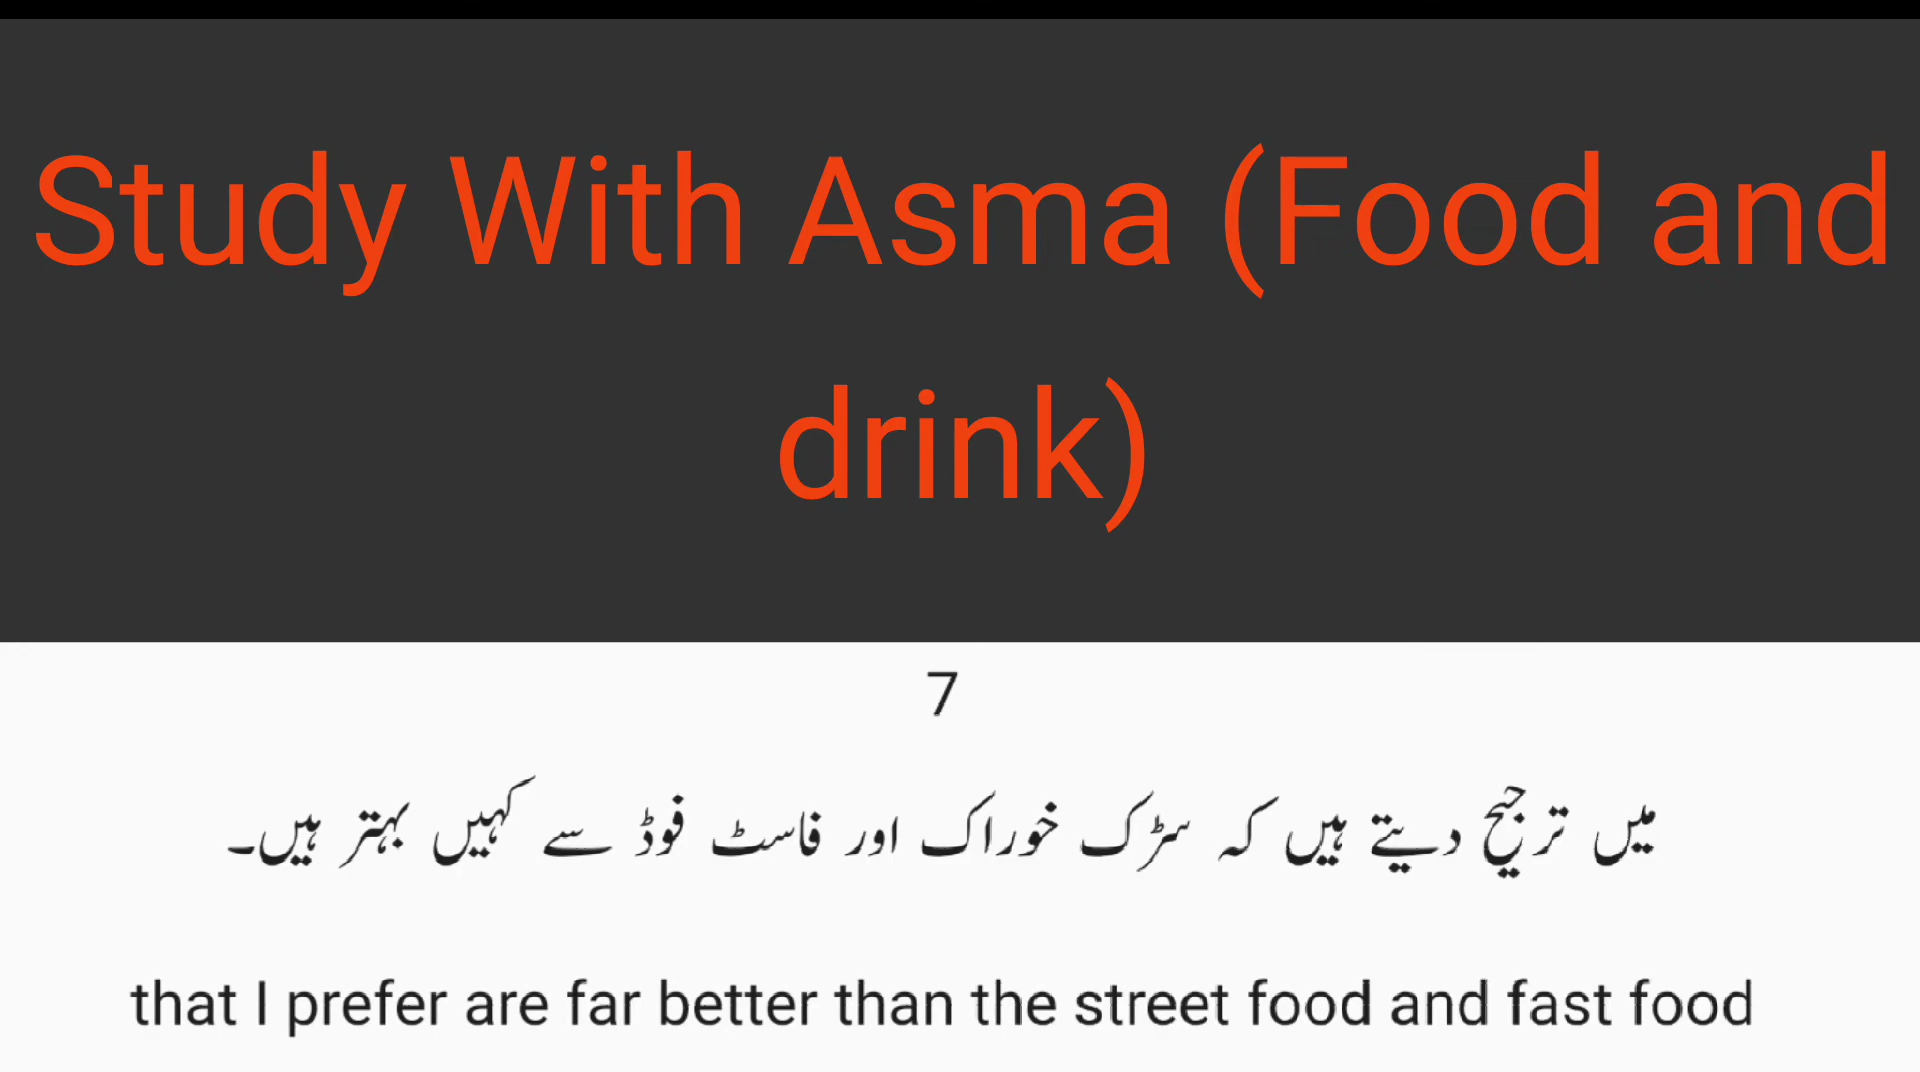 Study With Asma (Food and
drink)
7
میں ترجیح دیتے ہیں کہ سڑک خوراک اور فاسٹ فوڈ سے کہیں بہتر ہیں۔
that I prefer are far better than the street food and fast food